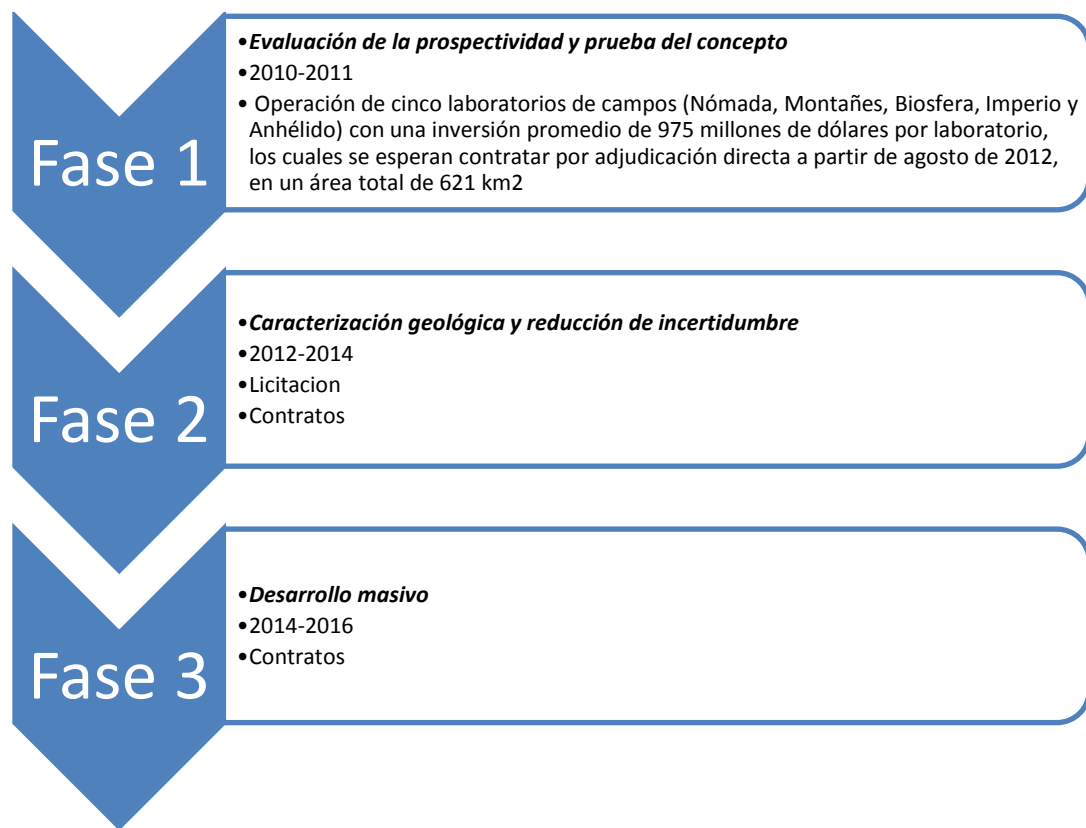 Fase 1
•Evaluación de la prospectividad y prueba del concepto
•2010-2011
• Operación de cinco laboratorios de campos (Nómada, Montañes, Biosfera, Imperio y
Anhélido) con una inversión promedio de 975 millones de dólares por laboratorio,
los cuales se esperan contratar por adjudicación directa a partir de agosto de 2012,
en un área total de 621 km2
Fase 2
•Caracterización geológica y reducción de incertidumbre
•2012-2014
•Licitacion
•Contratos
Fase 3
•Desarrollo masivo
•2014-2016
•Contratos